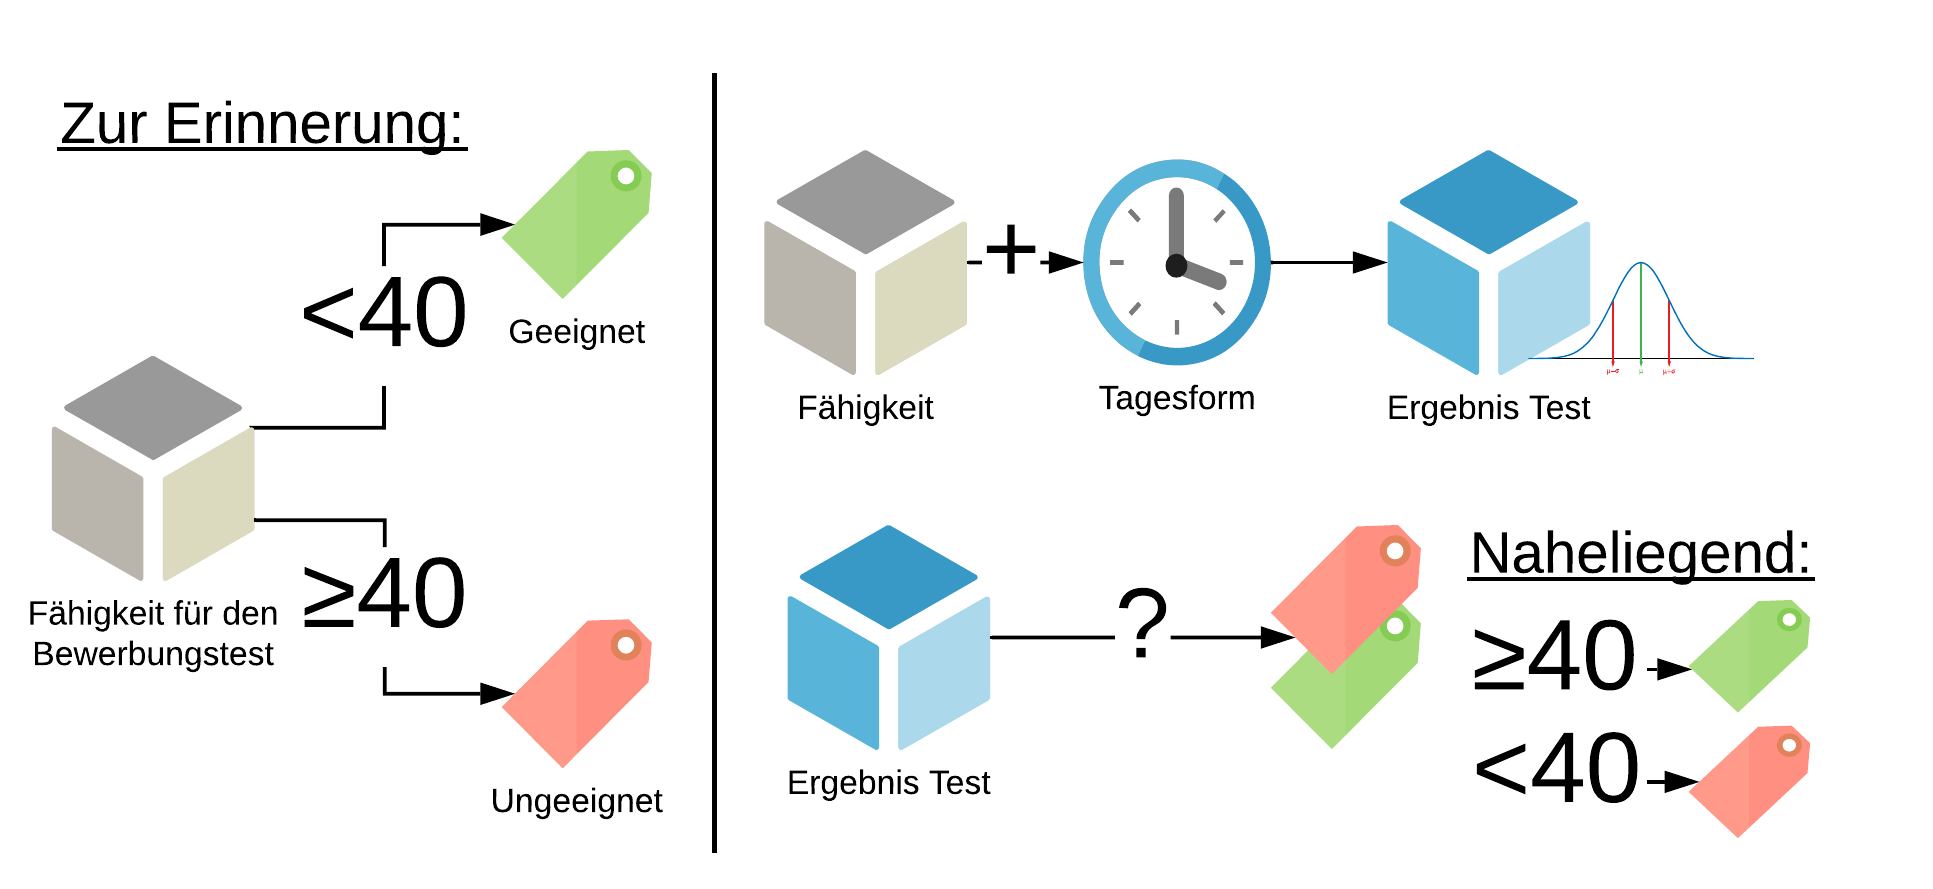 Zur Erinnerung:
<40
Geeignet
Fähigkeit für den
Bewerbungstest
≥40
Ungeeignet
+
Fähigkeit
Tagesform
Ergebnis Test
μ−σ
μ
μ+σ
Ergebnis Test
?
Naheliegend:
≥40
<40